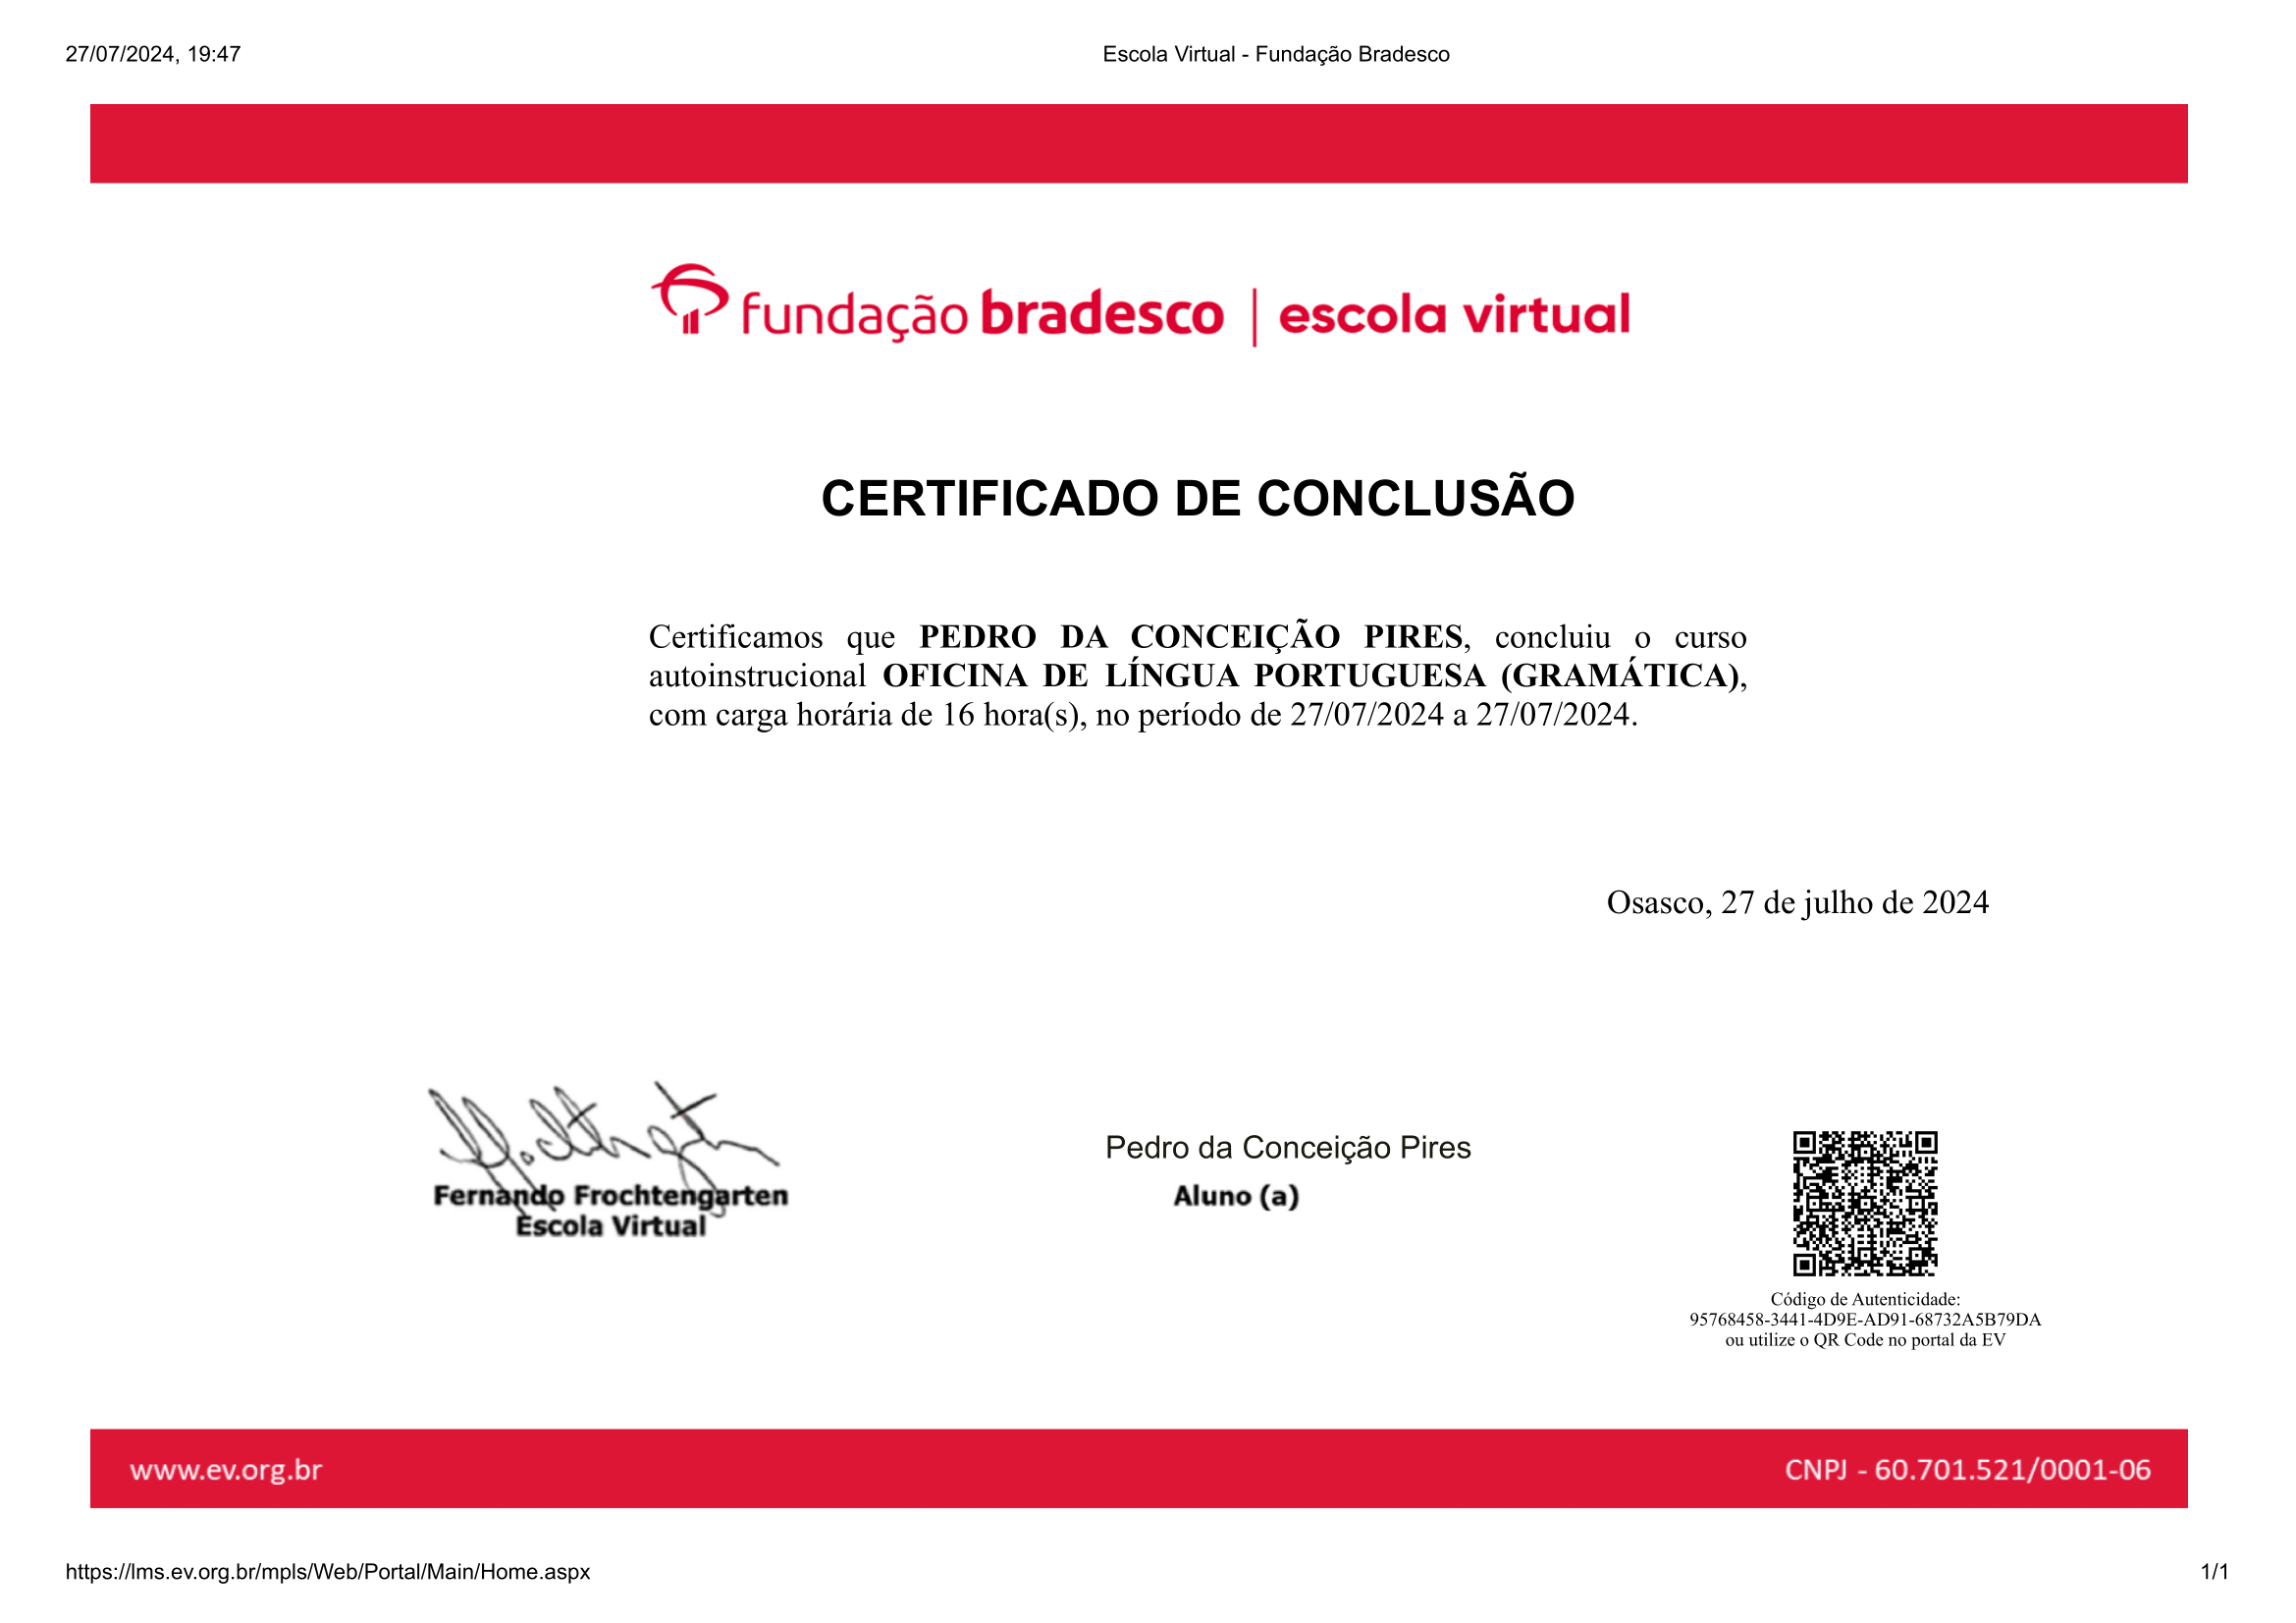 27/07/2024, 19:47
Escola Virtual - Fundação Bradesco
fundação bradesco | escola virtual
CERTIFICADO DE CONCLUSÃO
Certificamos que PEDRO DA CONCEIÇÃO PIRES, concluiu o curso
autoinstrucional OFICINA DE LÍNGUA PORTUGUESA (GRAMÁTICA),
com carga horária de 16 hora(s), no período de 27/07/2024 a 27/07/2024.
Osasco, 27 de julho de 2024
Fernando Frochtengarten
Escola Virtual
Pedro da Conceição Pires
Aluno (a)
Código de Autenticidade:
95768458-3441-4D9E-AD91-68732A5B79DA
ou utilize o QR Code no portal da EV
www.ev.org.br
CNPJ - 60.701.521/0001-06
https://lms.ev.org.br/mpls/Web/Portal/Main/Home.aspx
1/1